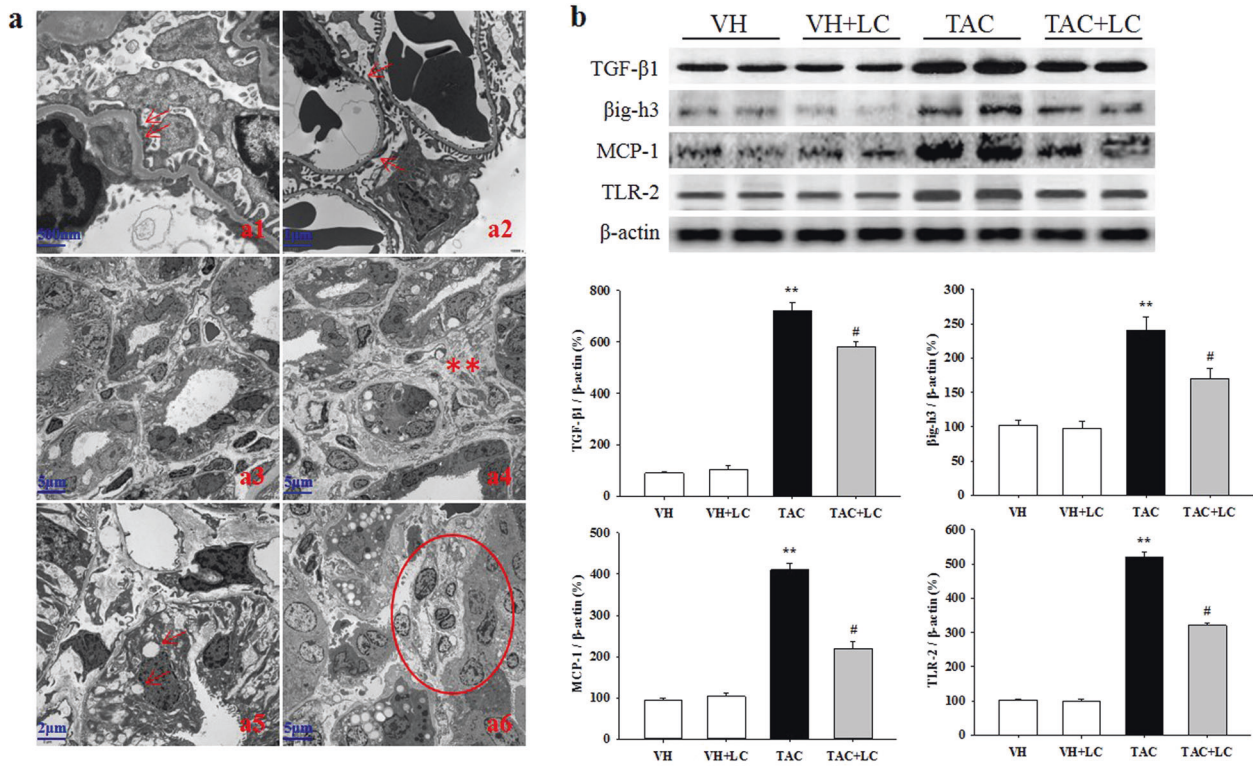 a
a1
500nm
a2
1μm
a3
5μm
a4
5μm
**
a5
2μm
a6
5μm
b
VH VH+LC TAC TAC+LC
TGF-β1
βig-h3
MCP-1
TLR-2
β-actin
TGF-β1 / β-actin (%)
800
600
400
200
0
**
#
VH VH+LC TAC TAC+LC
βig-h3 / β-actin (%)
300
250
200
150
100
50
0
**
#
VH VH+LC TAC TAC+LC
MCP-1 / β-actin (%)
500
400
300
200
100
0
**
#
VH VH+LC TAC TAC+LC
TLR-2 / β-actin (%)
600
500
400
300
200
100
0
**
#
VH VH+LC TAC TAC+LC